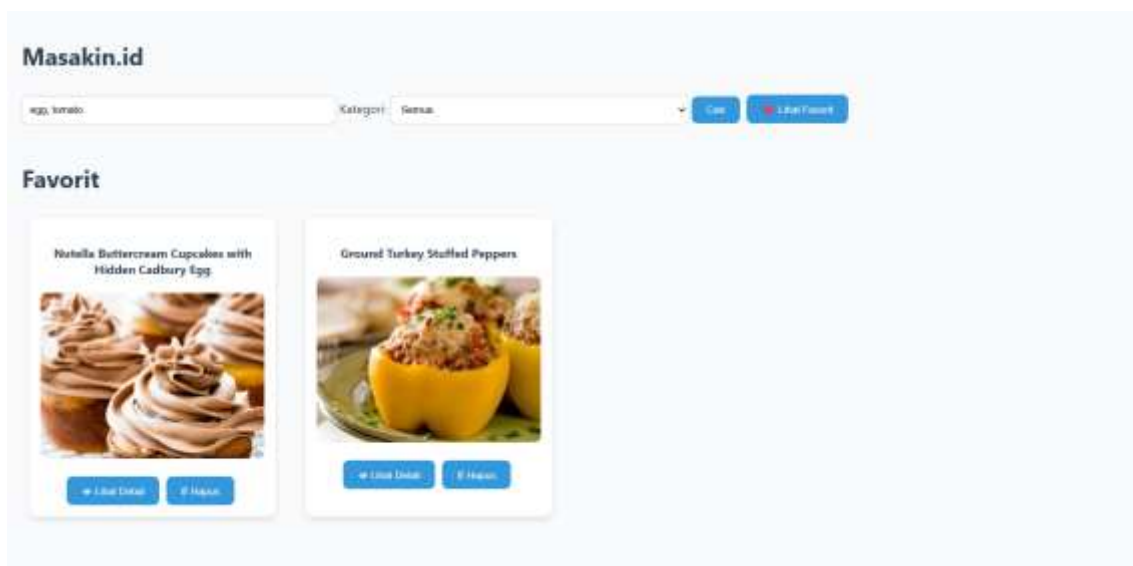 Masakin.id
egg, tomato
Kategori: Semua Cari Lihat Favorit
Favorit
Nutella Buttercream Cupcakes with
Hidden Cadbury Egg
Lihat Detail Hapus
Ground Turkey Stuffed Peppers
Lihat Detail Hapus